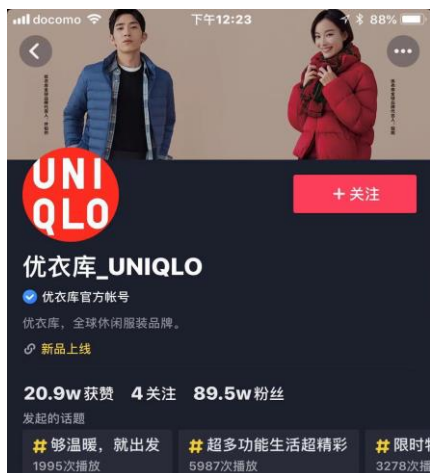 docomo 下午12:23 88%
UNI
QLO
+关注
优衣库_UNIQLO
优衣库官方帐号
优衣库，全球休闲服装品牌。
新品上线
20.9w获赞 4关注 89.5w粉丝
发起的话题
#够温暖，就出发 #超多功能生活超精彩 #限时
1995次播放 5987次播放 3278次播